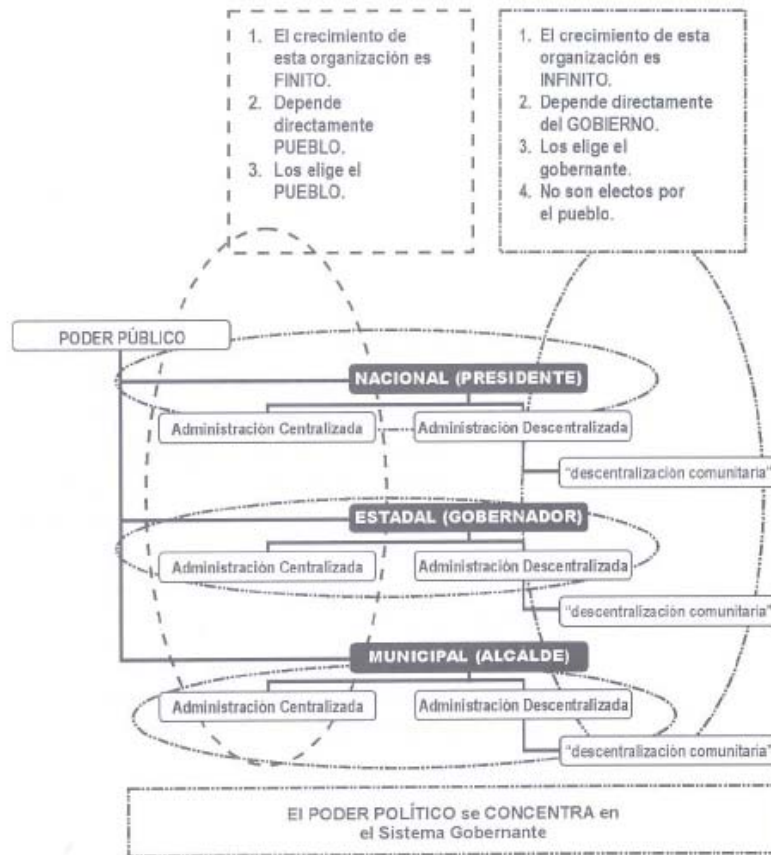 1. El crecimiento de
esta organización es
FINITO.
2. Depende
directamente
PUEBLO.
3. Los elige el
PUEBLO.
1. El crecimiento de esta
organización es
INFINITO.
2. Depende directamente
del GOBIERNO.
3. Los elige el
gobernante.
4. No son electos por
el pueblo.
PODER PÚBLICO
NACIONAL (PRESIDENTE)
Administración Centralizada
Administración Descentralizada
"descentralización comunitaria"
ESTADAL (GOBERNADOR)
Administración Centralizada
Administración Descentralizada
"descentralización comunitaria"
MUNICIPAL (ALCALDE)
Administración Centralizada
Administración Descentralizada
"descentralización comunitaria"
El PODER POLÍTICO se CONCENTRA en
el Sistema Gobernante